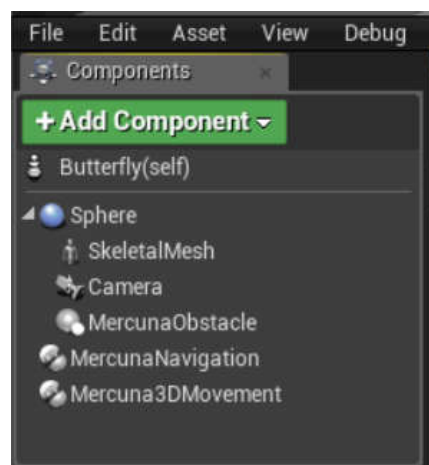 File Edit Asset View Debug
Components
+ Add Component
Butterfly(self)
Sphere
SkeletalMesh
Camera
MercunaObstacle
MercunaNavigation
Mercuna3DMovement